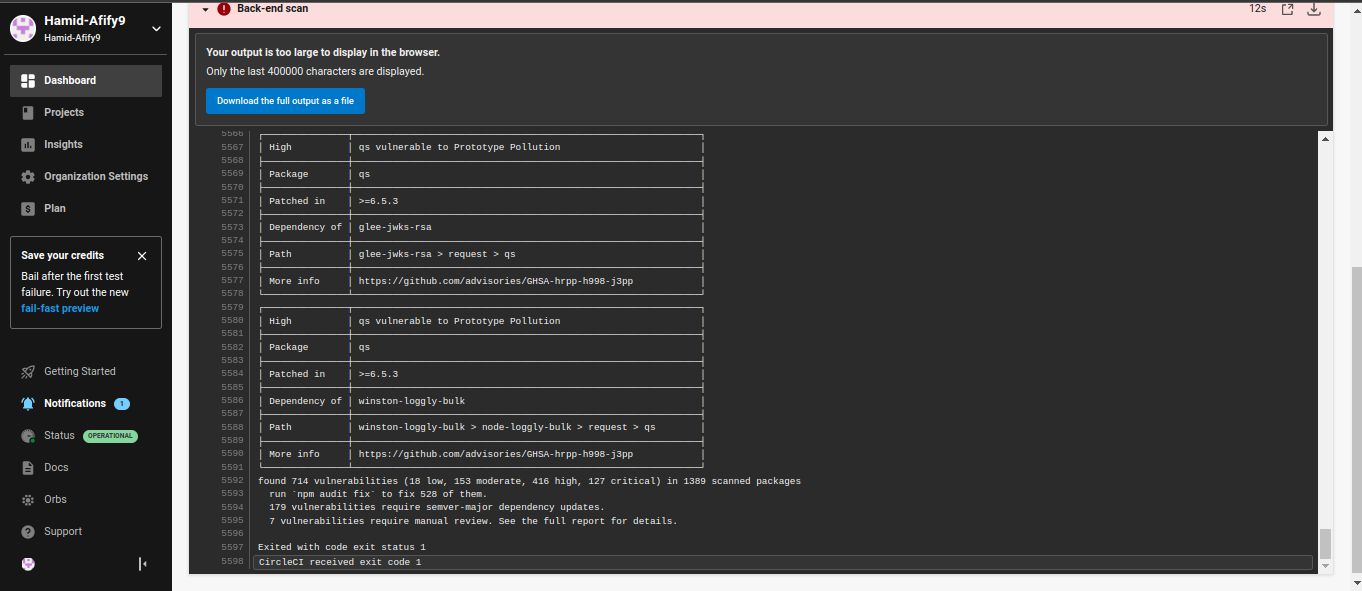 Hamid-Afify9
Hamid-Afify9
Dashboard
Projects
Insights
Organization Settings
Plan
Save your credits
Bail after the first test
failure. Try out the new
fail-fast preview
Getting Started
Notifications 1
Status OPERATIONAL
Docs
Orbs
Support
Back-end scan 12s
Your output is too large to display in the browser.
Only the last 400000 characters are displayed.
Download the full output as a file
5566
5567 High qs vulnerable to Prototype Pollution
5568
5569 Package qs
5570
5571 Patched in >=6.5.3
5572
5573 Dependency of glee-jwks-rsa
5574
5575 Path glee-jwks-rsa > request > qs
5576
5577 More info https://github.com/advisories/GHSA-hrpp-h998-j3pp
5578
5579
5580 High qs vulnerable to Prototype Pollution
5581
5582 Package qs
5583
5584 Patched in >=6.5.3
5585
5586 Dependency of winston-loggly-bulk
5587
5588 Path winston-loggly-bulk > node-loggly-bulk > request > qs
5589
5590 More info https://github.com/advisories/GHSA-hrpp-h998-j3pp
5591
5592 found 714 vulnerabilities (18 low, 153 moderate, 416 high, 127 critical) in 1389 scanned packages
5593 run `npm audit fix` to fix 528 of them.
5594 179 vulnerabilities require semver-major dependency updates.
5595 7 vulnerabilities require manual review. See the full report for details.
5596
5597 Exited with code exit status 1
5598 CircleCI received exit code 1